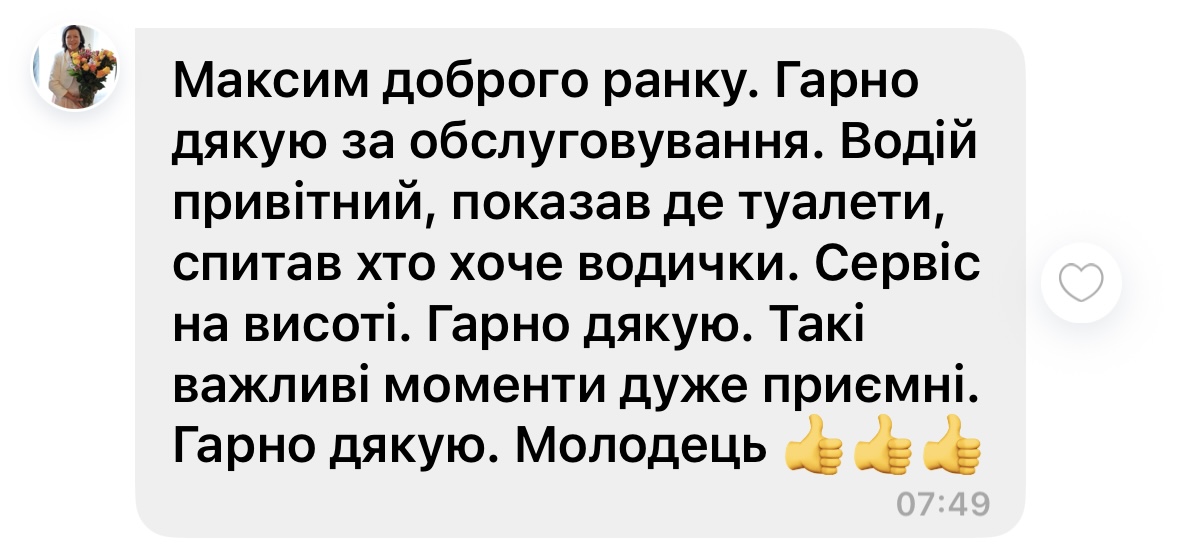 Максим доброго ранку. Гарно
дякую за обслуговування. Водій
привітний, показав де туалети,
спитав хто хоче водички. Сервіс
на висоті. Гарно дякую. Такі
важливі моменти дуже приємні.
Гарно дякую. Молодець 👍👍👍
07:49